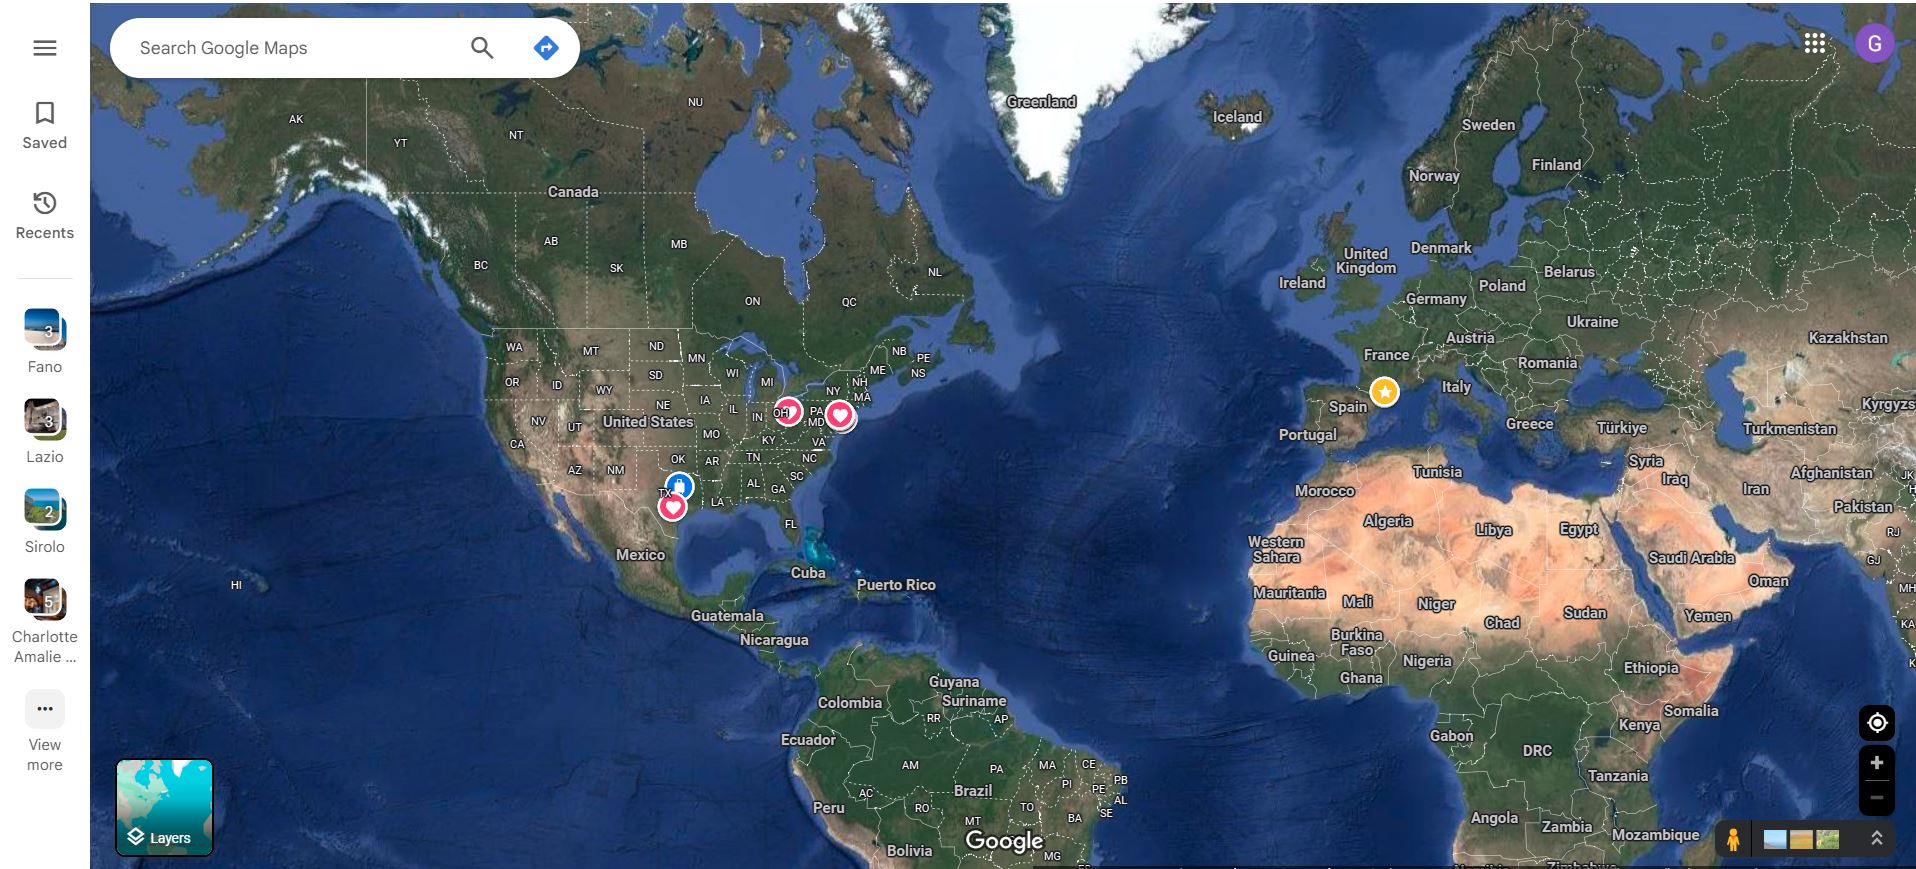 Search Google Maps
G
Saved
Recents
3
Fano
3
Lazio
2
Sirolo
5
Charlotte
Amalie ...
View
more
Layers
Greenland
Iceland
NU
AK
YT
NT
Sweden
Finland
Norway
Canada
AB
MB
BC
SK
NL
ON
QC
United
Kingdom
Denmark
Ireland
Belarus
Poland
Germany
Ukraine
Austria
Kazakhstan
France
Romania
Italy
Spain
Portugal
Greece
Türkiye
Turkmenistan
Kyrgyzs
WA
MT
ND
MN
OR
ID
WY
SD
WI
MI
NB
PE
NS
ME
NH
MA
NY
NE
IA
IL
IN
OH
PA
MD
NV
UT
United States
CA
MO
KY
VA
AZ
NM
OK
AR
TN
NC
SC
TX
LA
AL
GA
FL
HI
Mexico
Cuba
Puerto Rico
Guatemala
Nicaragua
Tunisia
Syria
Iraq
Iran
Afghanistan
Pakistan
JK
H
RJ
GJ
MH
KA
K
Morocco
Algeria
Libya
Egypt
Western
Sahara
Saudi Arabia
Oman
Mauritania
Mali
Niger
Chad
Sudan
Yemen
Burkina
Faso
Guinea
Nigeria
Ghana
Ethiopia
Somalia
Kenya
Gabon
DRC
Tanzania
Angola
Zambia
Mozambique
Zimbabwe
Guyana
Suriname
Colombia
RR
AP
Ecuador
AM
PA
MA
CE
PI
PB
PE
AL
SE
AC
RO
TO
BA
MT
Brazil
Peru
Bolivia
MG
Google